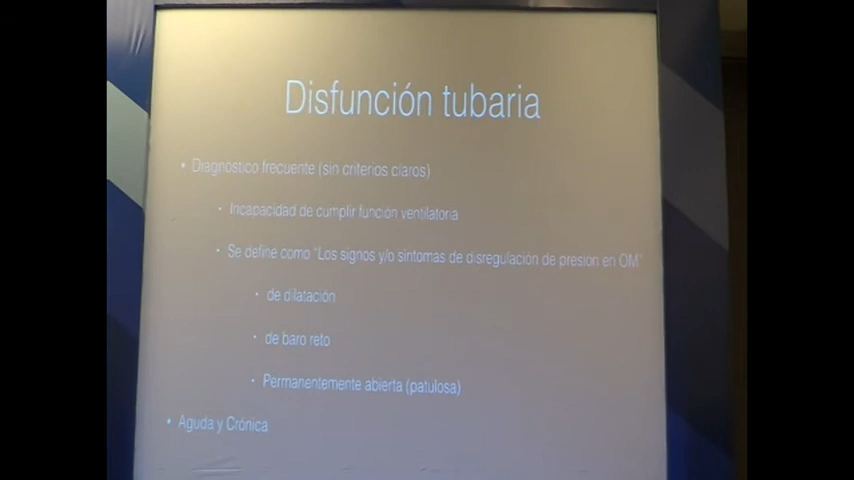 Disfunción tubaria
• Diagnóstico frecuente (sin criterios claros)
• Incapacidad de cumplir función ventilatoria
• Se define como "Los signos y/o síntomas de disregulación de presión en OM"
• de dilatación
• de baro reto
• Permanentemente abierta (patulosa)
• Aguda y Crónica